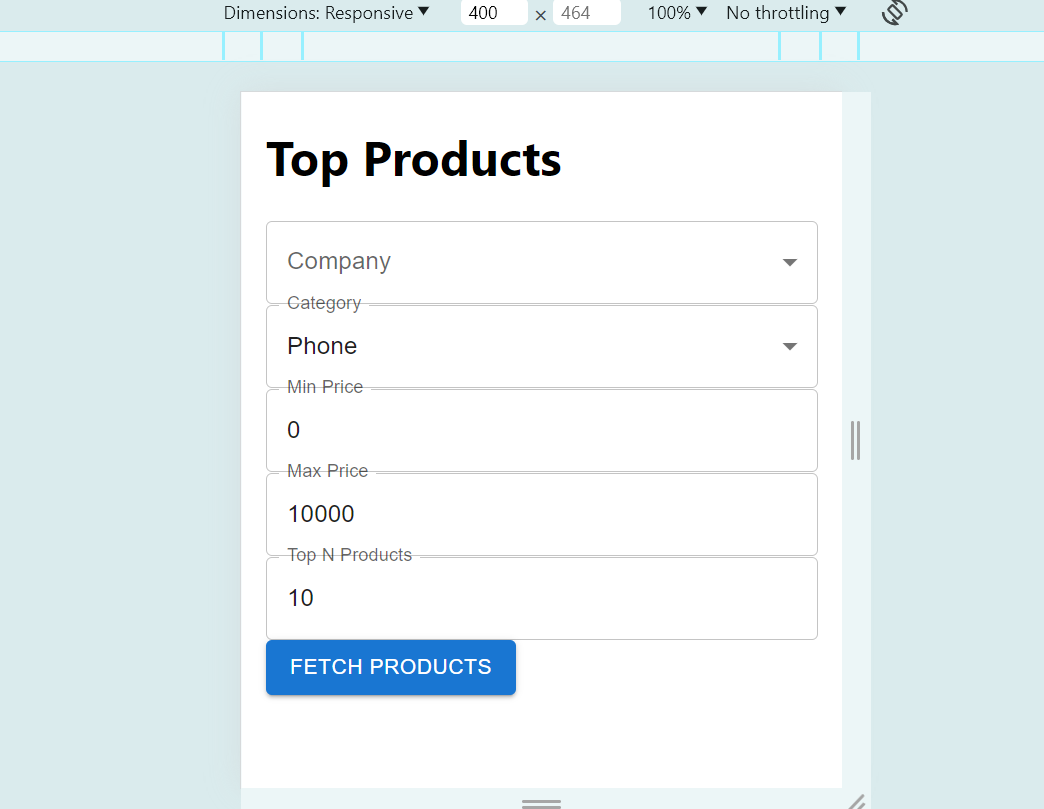 Dimensions: Responsive 400 × 464 100% No throttling
Top Products
Company
Category
Phone
Min Price
0
Max Price
10000
Top N Products
10
FETCH PRODUCTS